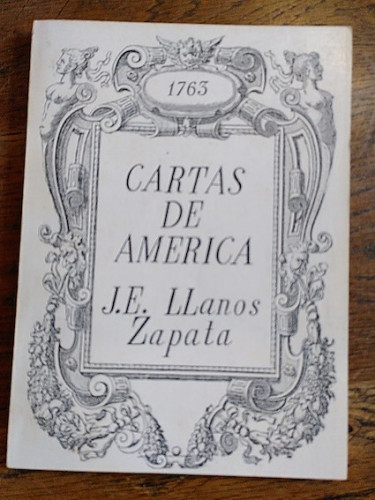 1763
CARTAS
DE
AMERICA
J.E. LLanos
Zapata